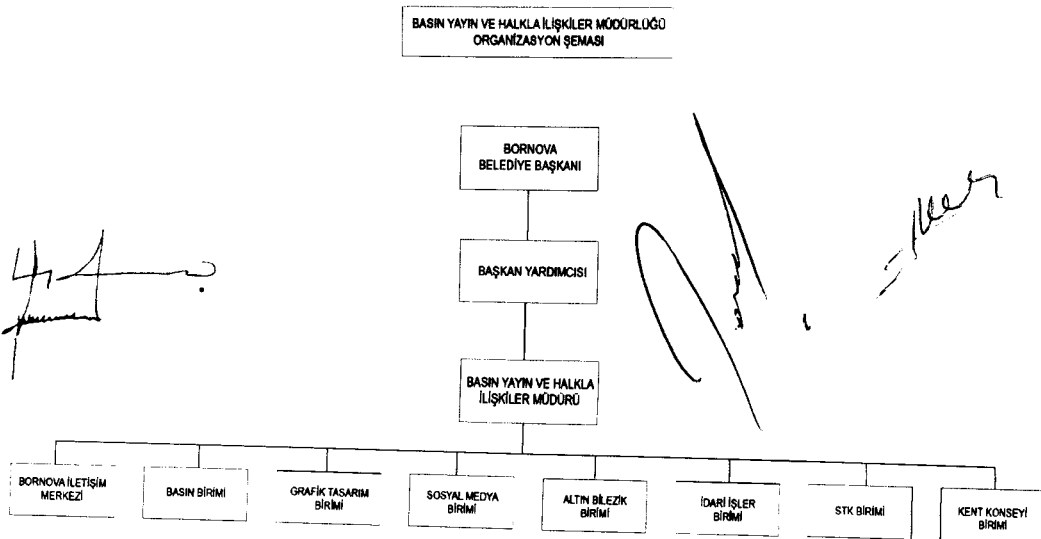 BASIN YAYIN VE HALKLA İLİŞKİLER MÜDÜRLÜĞÜ
ORGANİZASYON ŞEMASI
BORNOVA
BELEDİYE BAŞKANI
BAŞKAN YARDIMCISI
BASIN YAYIN VE HALKLA
İLİŞKİLER MÜDÜRÜ
BORNOVA İLETİŞİM
MERKEZİ
BASIN BİRİMİ
GRAFİK TASARIM
BİRİMİ
SOSYAL MEDYA
BİRİMİ
ALTIN BİLEZİK
BİRİMİ
İDARİ İŞLER
BİRİMİ
STK BİRİMİ
KENT KONSEYİ
BİRİMİ